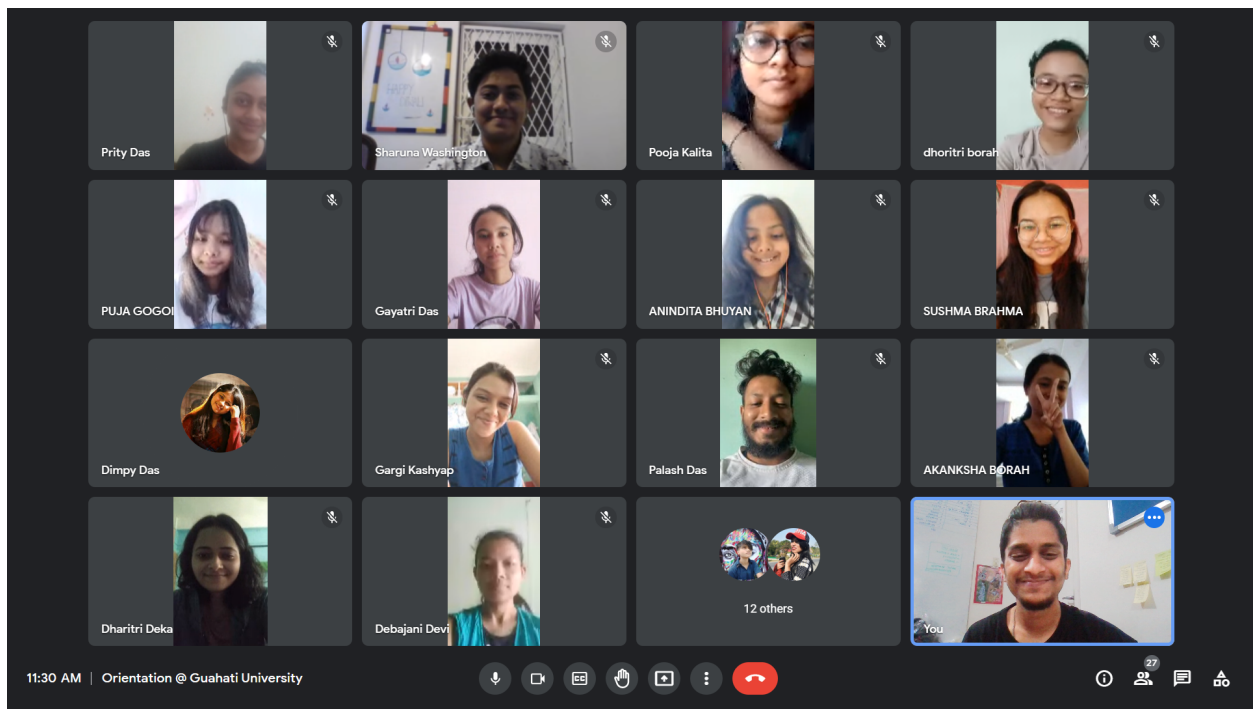 Prity Das
HAPPY
Sharuna Washington
Pooja Kalita
dhoritri borah
PUJA GOGOI
Gayatri Das
ANINDITA BHUYAN
SUSHMA BRAHMA
Dimpy Das
Gargi Kashyap
Palash Das
AKANKSHA BORAH
Dharitri Deka
Debajani Devi
12 others
You
11:30 AM | Orientation @ Guahati University
27